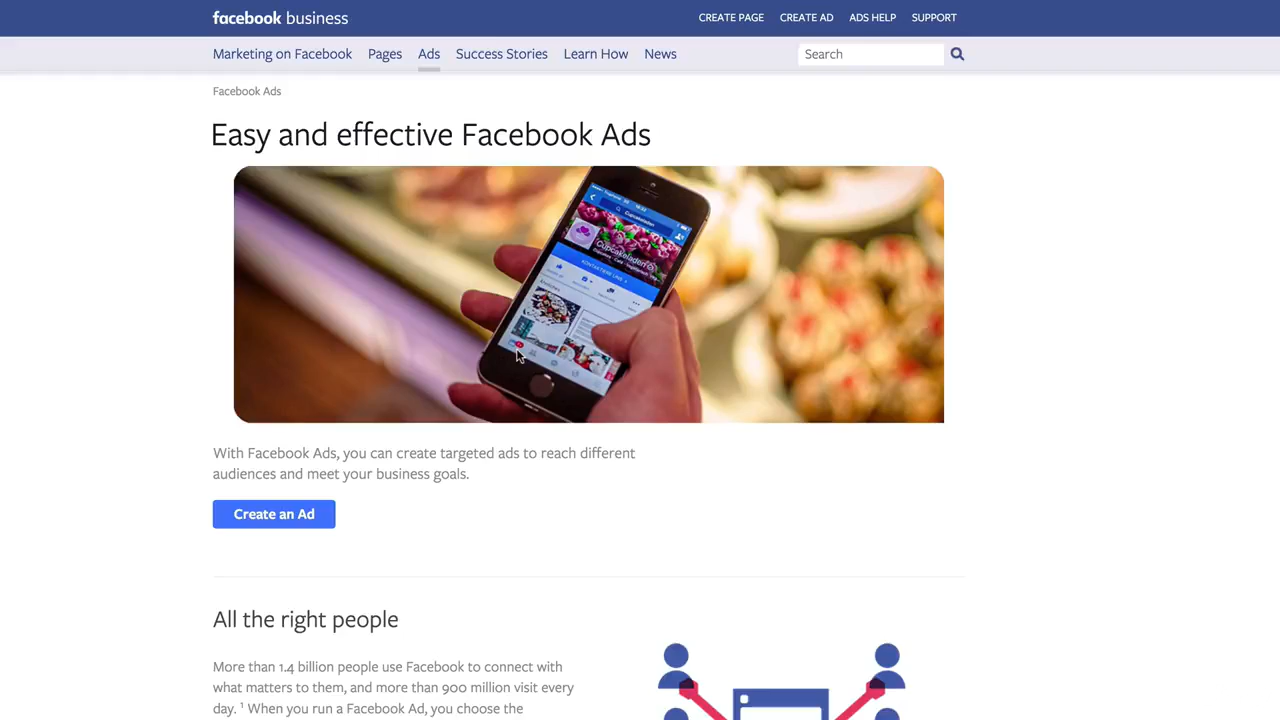 facebook business
CREATE PAGE CREATE AD ADS HELP SUPPORT
Marketing on Facebook Pages Ads Success Stories Learn How News Search
Facebook Ads
Easy and effective Facebook Ads
Cupcakeladen
Cupcakeladen
KONTAKTIERE UNS
With Facebook Ads, you can create targeted ads to reach different
audiences and meet your business goals.
Create an Ad
All the right people
More than 1.4 billion people use Facebook to connect with
what matters to them, and more than 900 million visit every
day. ¹ When you run a Facebook Ad, you choose the